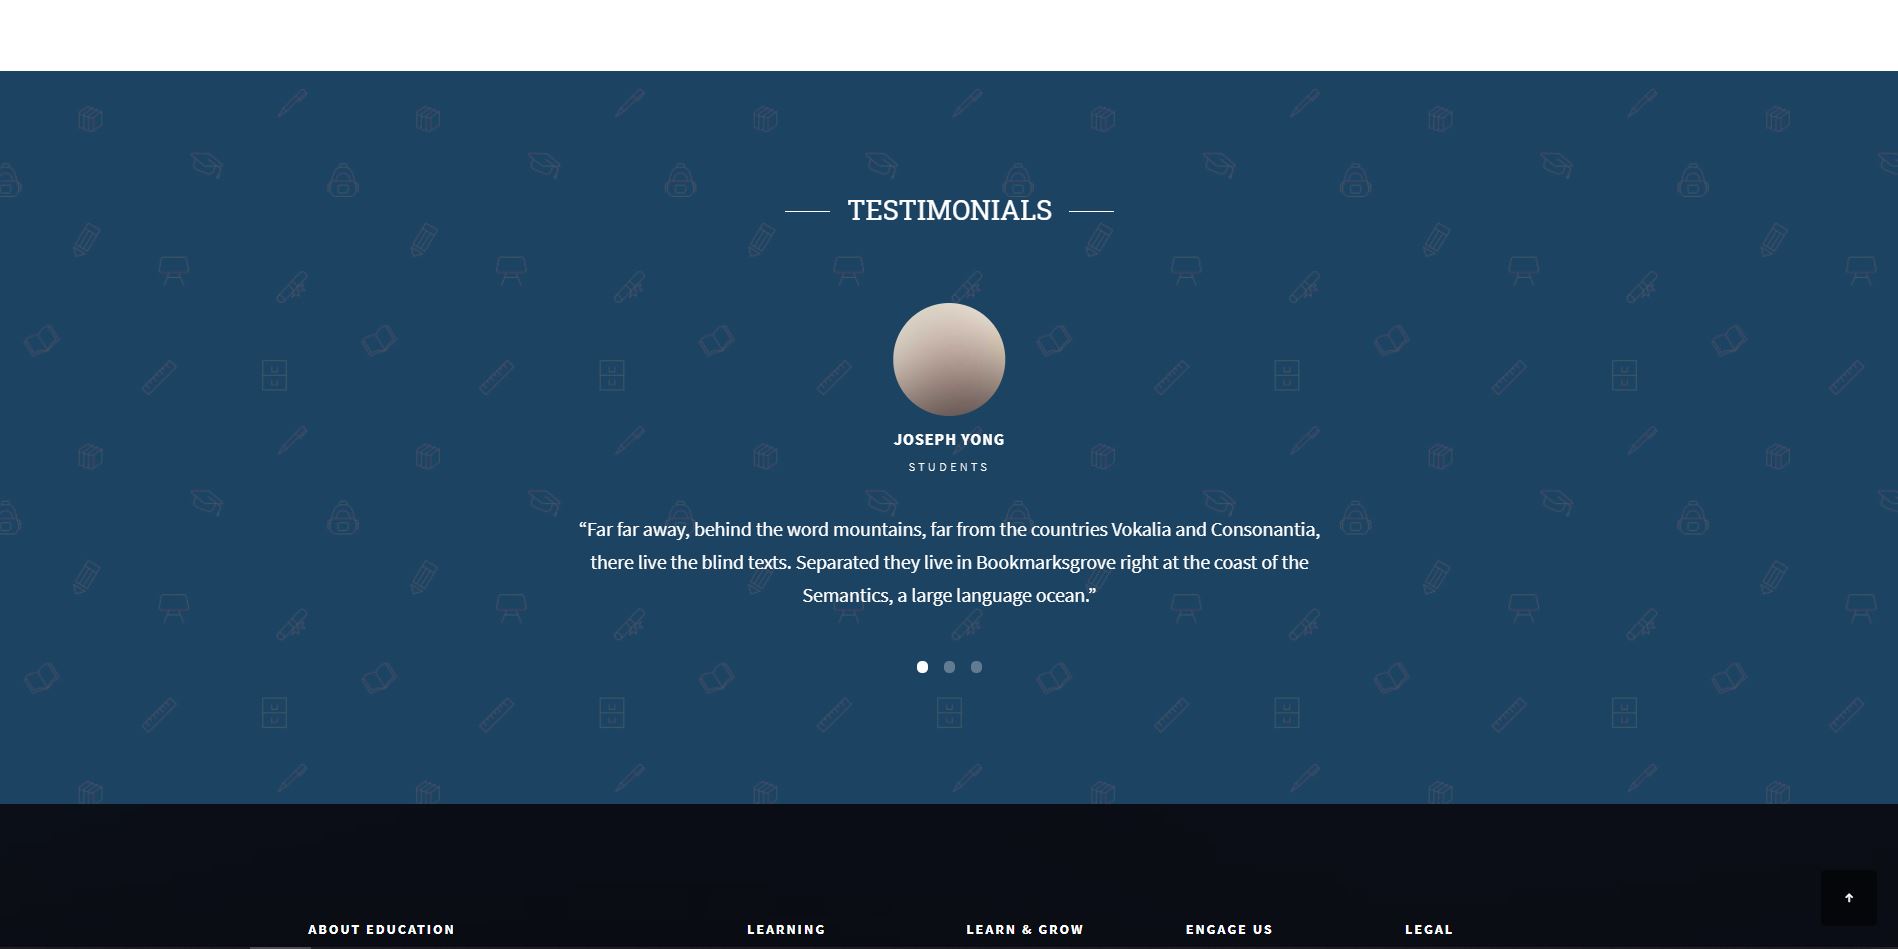 TESTIMONIALS
JOSEPH YONG
STUDENTS
“Far far away, behind the word mountains, far from the countries Vokalia and Consonantia,
there live the blind texts. Separated they live in Bookmarksgrove right at the coast of the
Semantics, a large language ocean.”
ABOUT EDUCATION
LEARNING
LEARN & GROW
ENGAGE US
LEGAL